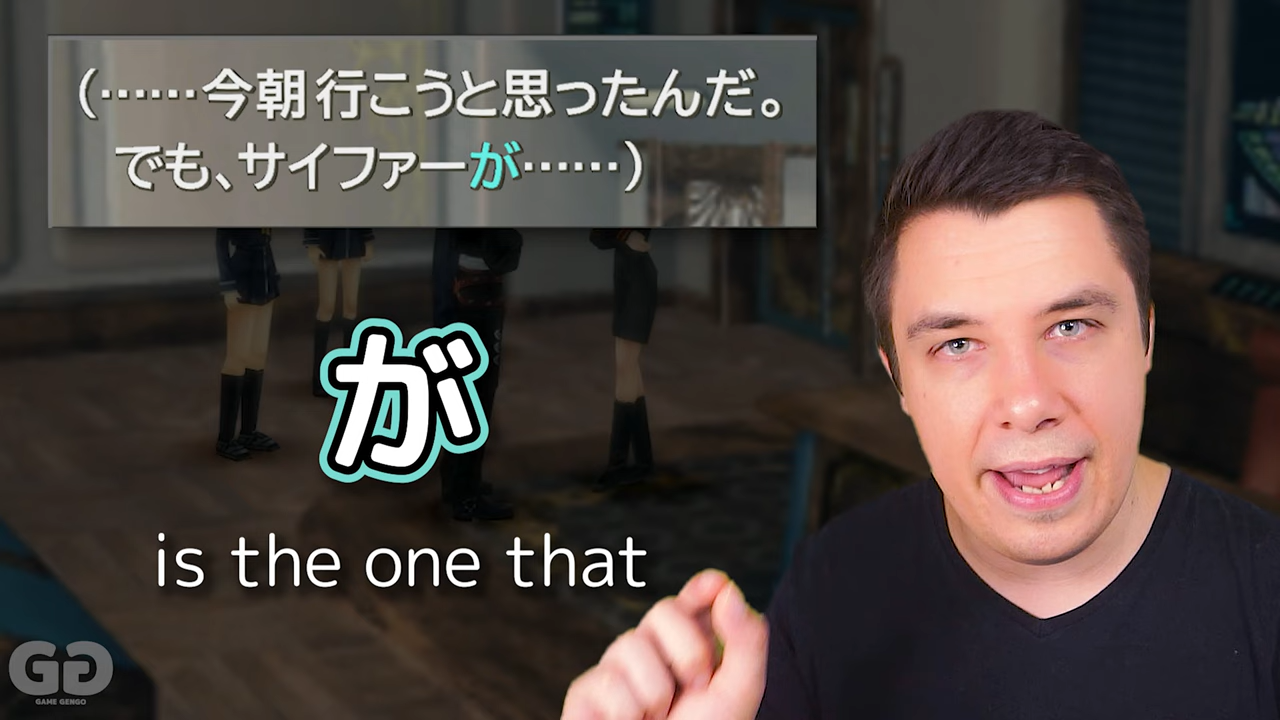 (……今朝行こうと思ったんだ。
でも、サイファーが……)
が
is the one that
GG
GAME GENGO